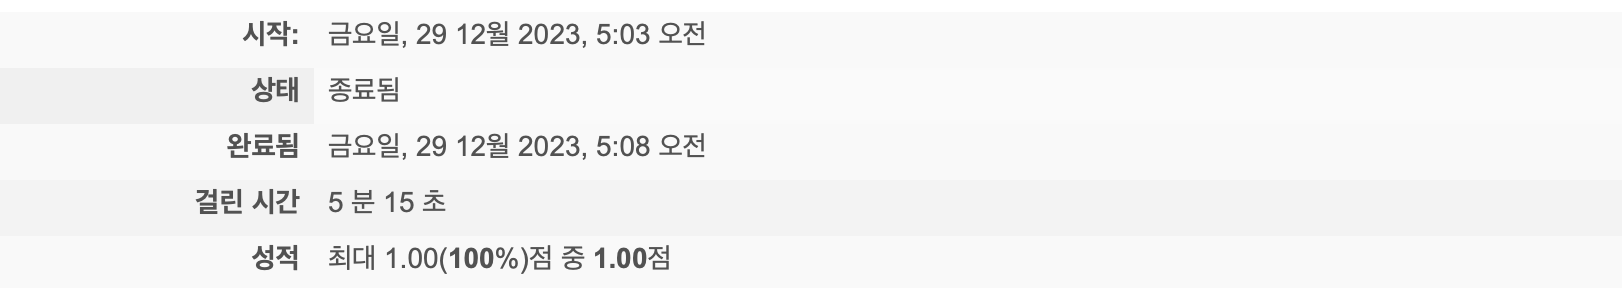 시작: 금요일, 29 12월 2023, 5:03 오전
상태 종료됨
완료됨 금요일, 29 12월 2023, 5:08 오전
걸린 시간 5 분 15 초
성적 최대 1.00(100%)점 중 1.00점